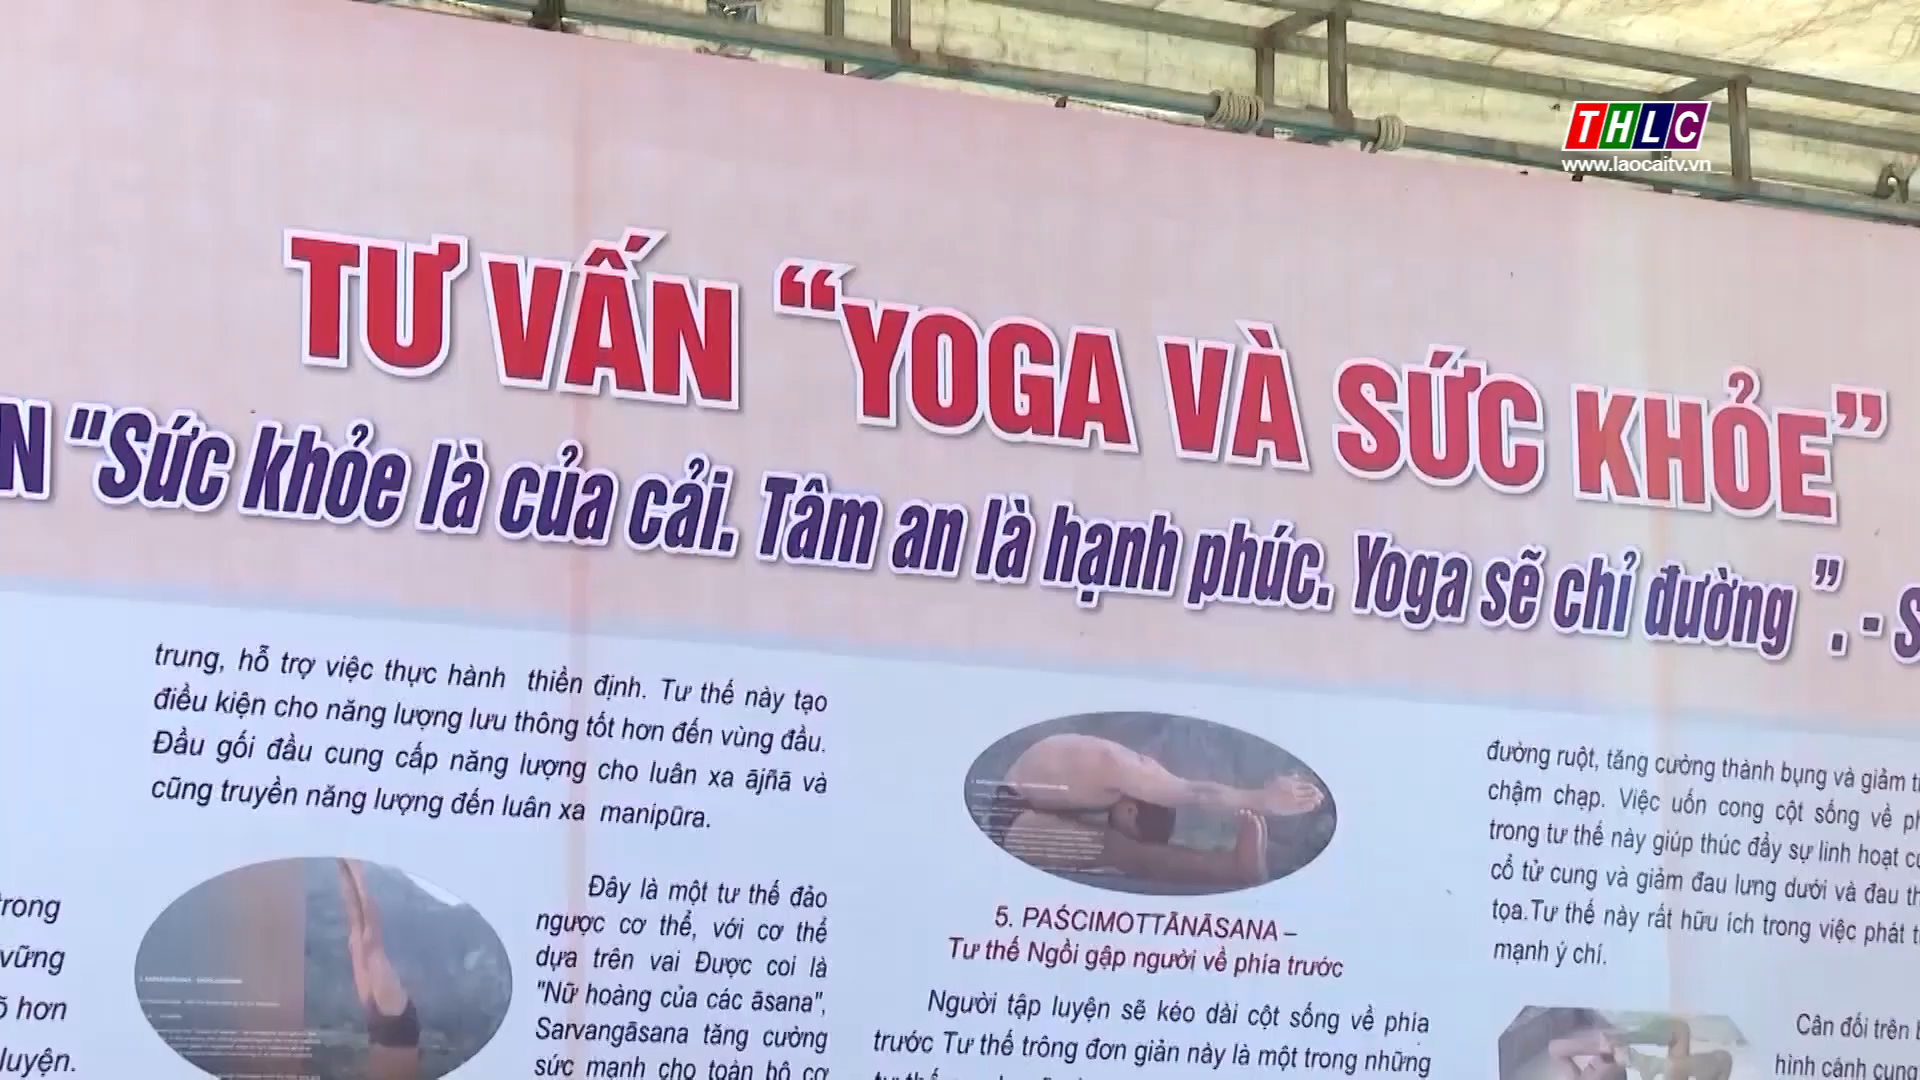 THLC
www.laocaitv.vn
TƯ VẤN “YOGA VÀ SỨC KHỎE”
N "Sức khỏe là của cải. Tâm an là hạnh phúc. Yoga sẽ chỉ đường ”. - S
trung, hỗ trợ việc thực hành thiền định. Tư thế này tạo
điều kiện cho năng lượng lưu thông tốt hơn đến vùng đầu.
Đầu gối đầu cung cấp năng lượng cho luân xa ājñā và
cũng truyền năng lượng đến luân xa manipūra.
trong
vững
hơn
luyện.
Đây là một tư thế đảo
ngược cơ thể, với cơ thể
dựa trên vai Được coi là
"Nữ hoàng của các āsana",
Sarvangāsana tăng cường
sức mạnh cho toàn bộ cơ
5. PAŚCIMOTTĀNĀSANA –
Tư thế Ngồi gập người về phía trước
Người tập luyện sẽ kéo dài cột sống về phía
trước Tư thế trông đơn giản này là một trong những
đường ruột, tăng cường thành bụng và giảm
chậm chạp. Việc uốn cong cột sống về
trong tư thế này giúp thúc đẩy sự linh hoạt
cổ tử cung và giảm đau lưng dưới và đau
tọa.Tư thế này rất hữu ích trong việc phát
mạnh ý chí.
Cân đối trên
hình cánh cung